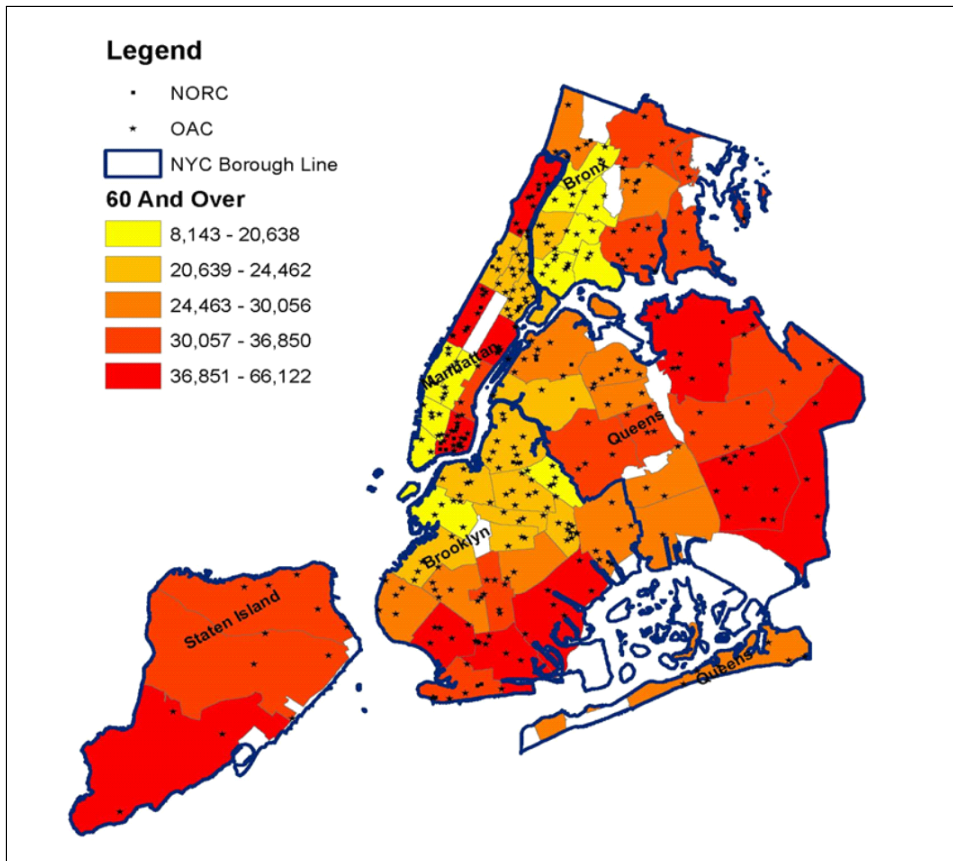 Legend
NORC
OAC
NYC Borough Line
60 And Over
8,143 - 20,638
20,639 - 24,462
24,463 - 30,056
30,057 - 36,850
36,851 - 66,122
Bronx
Manhattan
Queens
Brooklyn
Staten Island
Queens